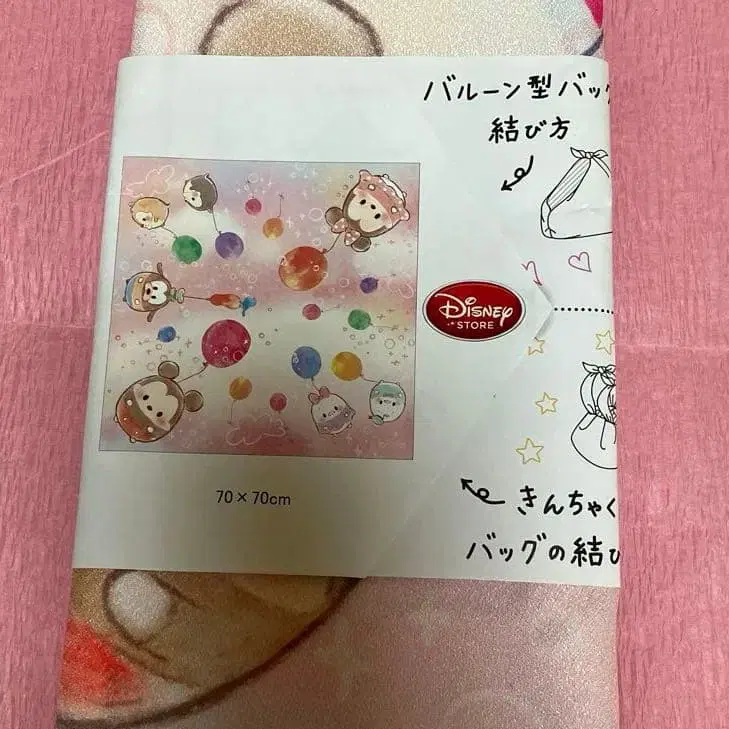 バルーン型バッグ
結び方
Disney
STORE
70×70cm
きんちゃく
バッグの結び